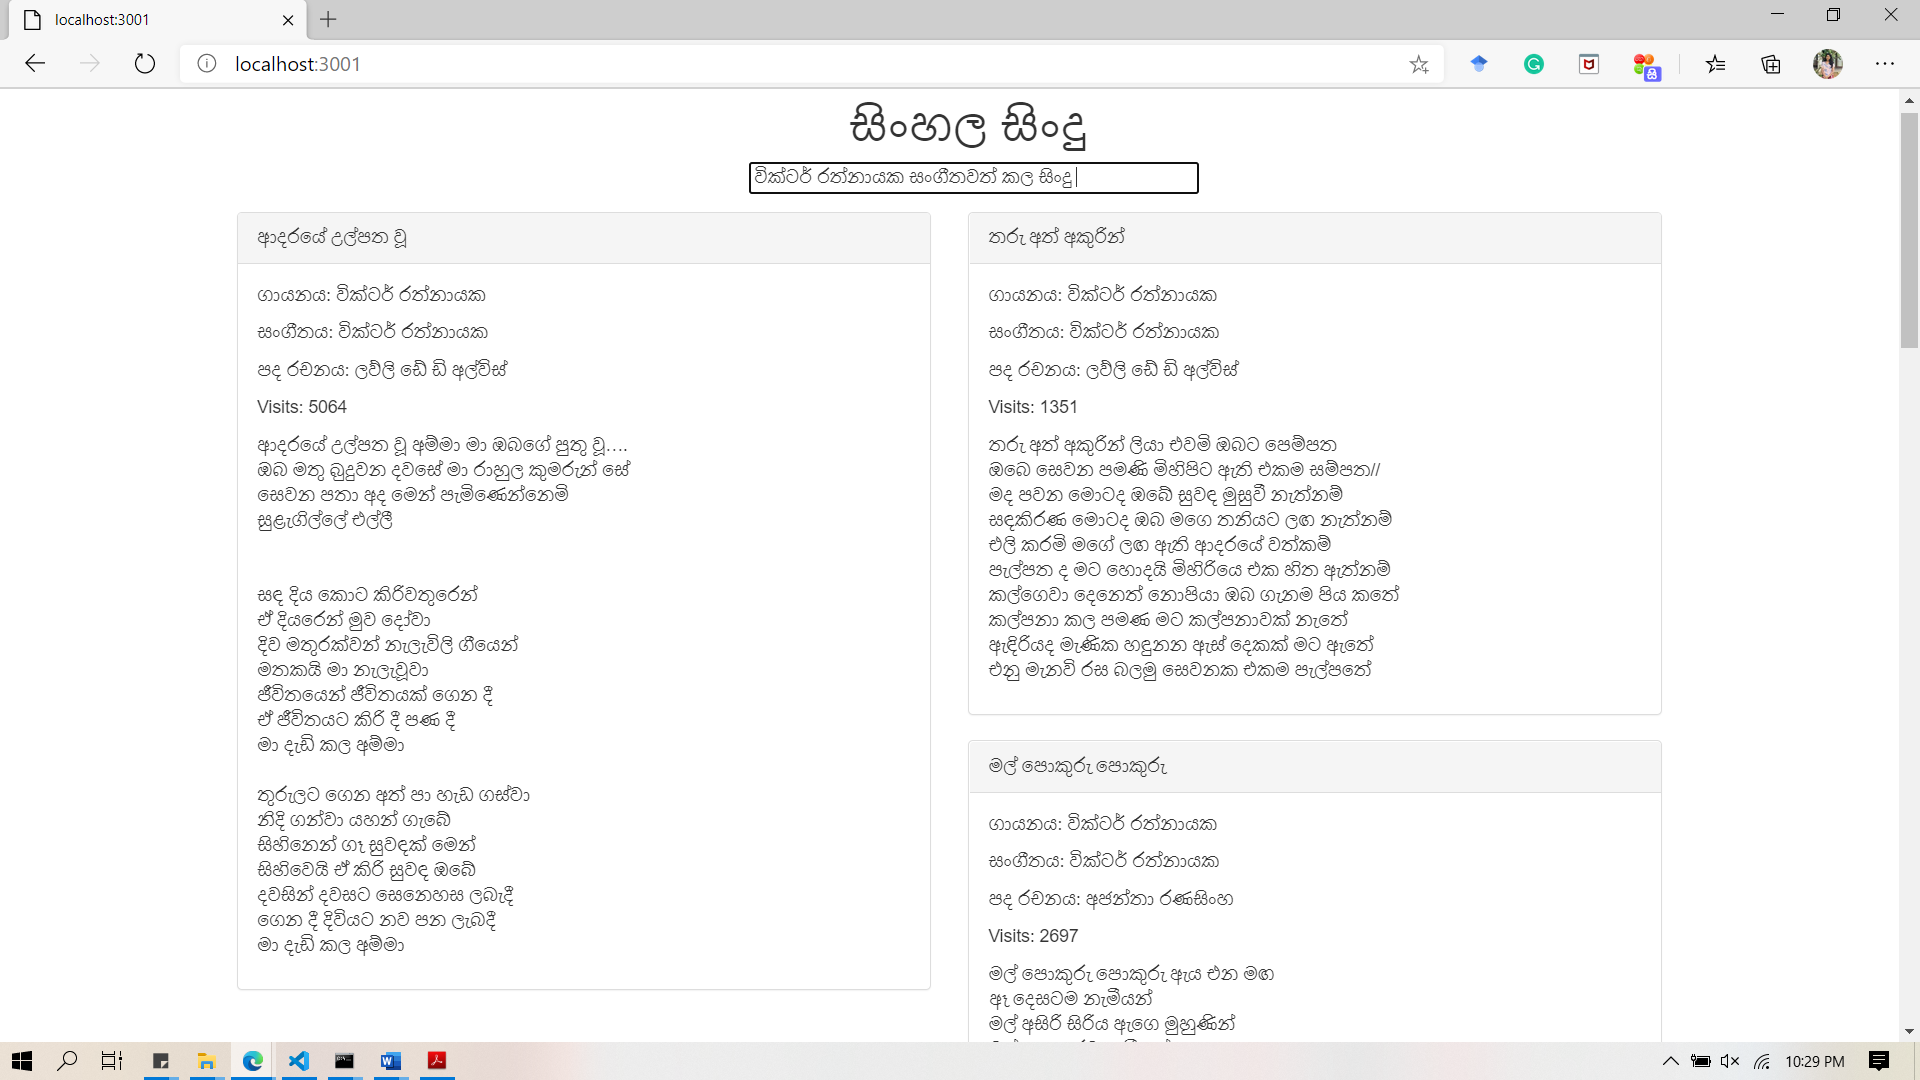 localhost:3001
localhost:3001
සිංහල සිංදු
වික්ටර් රත්නායක සංගීතවත් කල සිංදු
ආදරයේ උල්පත වූ
ගායනය: වික්ටර් රත්නායක
සංගීතය: වික්ටර් රත්නායක
පද රචනය: ලව්ලි ඩේ ඩි අල්විස්
Visits: 5064
ආදරයේ උල්පත වූ අම්මා මා ඔබගේ පුතු වූ….
ඔබ මතු බුදුවන දවසේ මා රාහුල කුමරුන් සේ
සෙවන පතා අද මෙන් පැමිණෙන්නෙමි
සුළැගිල්ලේ එල්ලී
සඳ දිය කොට කිරිවතුරෙන්
ඒ දියරෙන් මුව දෝවා
දිව මතුරක්වන් නැලැවිලි ගීයෙන්
මතකයි මා නැලැවූවා
ජීවිතයෙන් ජීවිතයක් ගෙන දී
ඒ ජීවිතයට කිරි දී පණ දී
මා දැඩි කල අම්මා
තුරුලට ගෙන අත් පා හැඩ ගස්වා
නිදි ගන්වා යහන් ගැබේ
සිහිනෙන් ගෑ සුවඳක් මෙන්
සිහිවෙයි ඒ කිරි සුවඳ ඔබේ
දවසින් දවසට සෙනෙහස ලබැදී
ගෙන දී දිවියට නව පන ලැබදී
මා දැඩි කල අම්මා
තරු අත් අකුරින්
ගායනය: වික්ටර් රත්නායක
සංගීතය: වික්ටර් රත්නායක
පද රචනය: ලව්ලි ඩේ ඩි අල්විස්
Visits: 1351
තරු අත් අකුරින් ලියා එවමි ඔබට පෙම්පත
ඔබෙ සෙවන පමණි මිහිපිට ඇති එකම සම්පත//
මද පවන මොටද ඔබේ සුවඳ මුසුවී නැත්නම්
සඳකිරණ මොටද ඔබ මගෙ තනියට ලඟ නැත්නම්
එලි කරමි මගේ ලඟ ඇති ආදරයේ වත්කම්
පැල්පත ද මට හොදයි මිහිරියෙ එක හිත ඇත්නම්
කල්ගෙවා දෙනෙත් නොපියා ඔබ ගැනම පිය කතේ
කල්පනා කල පමණ මට කල්පනාවක් නැතේ
ඇඳිරියද මැණික හඳුනන ඇස් දෙකක් මට ඇතේ
එනු මැනවි රස බලමු සෙවනක එකම පැල්පතේ
මල් පොකුරු පොකුරු
ගායනය: වික්ටර් රත්නායක
සංගීතය: වික්ටර් රත්නායක
පද රචනය: අජන්තා රණසිංහ
Visits: 2697
මල් පොකුරු පොකුරු ඇය එන මඟ
ඈ දෙසටම නැමීයන්
මල් අසිරි සිරිය ඇගෙ මුහුණින්
10:29 PM